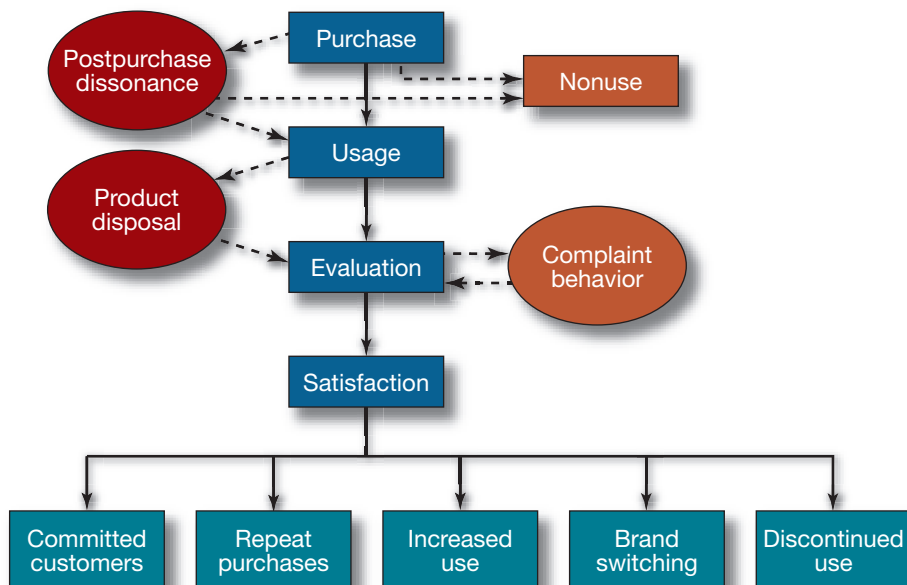 Purchase
Postpurchase
dissonance
Nonuse
Usage
Product
disposal
Evaluation
Complaint
behavior
Satisfaction
Committed
customers
Repeat
purchases
Increased
use
Brand
switching
Discontinued
use